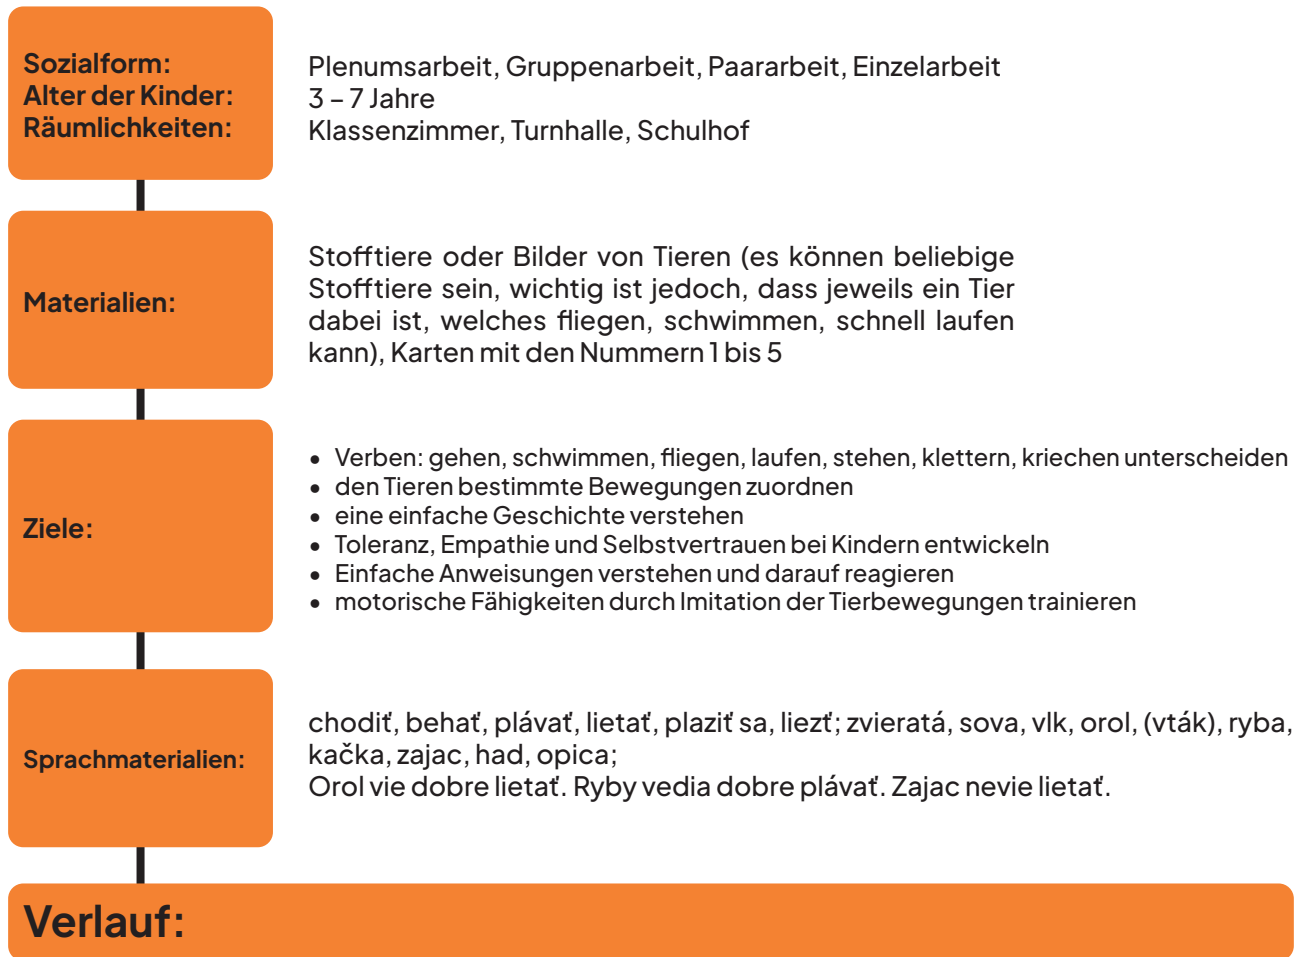 Sozialform:
Plenumsarbeit, Gruppenarbeit, Paararbeit, Einzelarbeit
Alter der Kinder:
3 – 7 Jahre
Räumlichkeiten:
Klassenzimmer, Turnhalle, Schulhof
Materialien:
Stofftiere oder Bilder von Tieren (es können beliebige
Stofftiere sein, wichtig ist jedoch, dass jeweils ein Tier
dabei ist, welches fliegen, schwimmen, schnell laufen
kann), Karten mit den Nummern 1 bis 5
Ziele:
• Verben: gehen, schwimmen, fliegen, laufen, stehen, klettern, kriechen unterscheiden
• den Tieren bestimmte Bewegungen zuordnen
• eine einfache Geschichte verstehen
• Toleranz, Empathie und Selbstvertrauen bei Kindern entwickeln
• Einfache Anweisungen verstehen und darauf reagieren
• motorische Fähigkeiten durch Imitation der Tierbewegungen trainieren
Sprachmaterialien:
chodiť, behať, plávať, lietať, plaziť sa, liezť; zvieratá, sova, vlk, orol, (vták), ryba,
kačka, zajac, had, opica;
Orol vie dobre lietať. Ryby vedia dobre plávať. Zajac nevie lietať.
Verlauf: